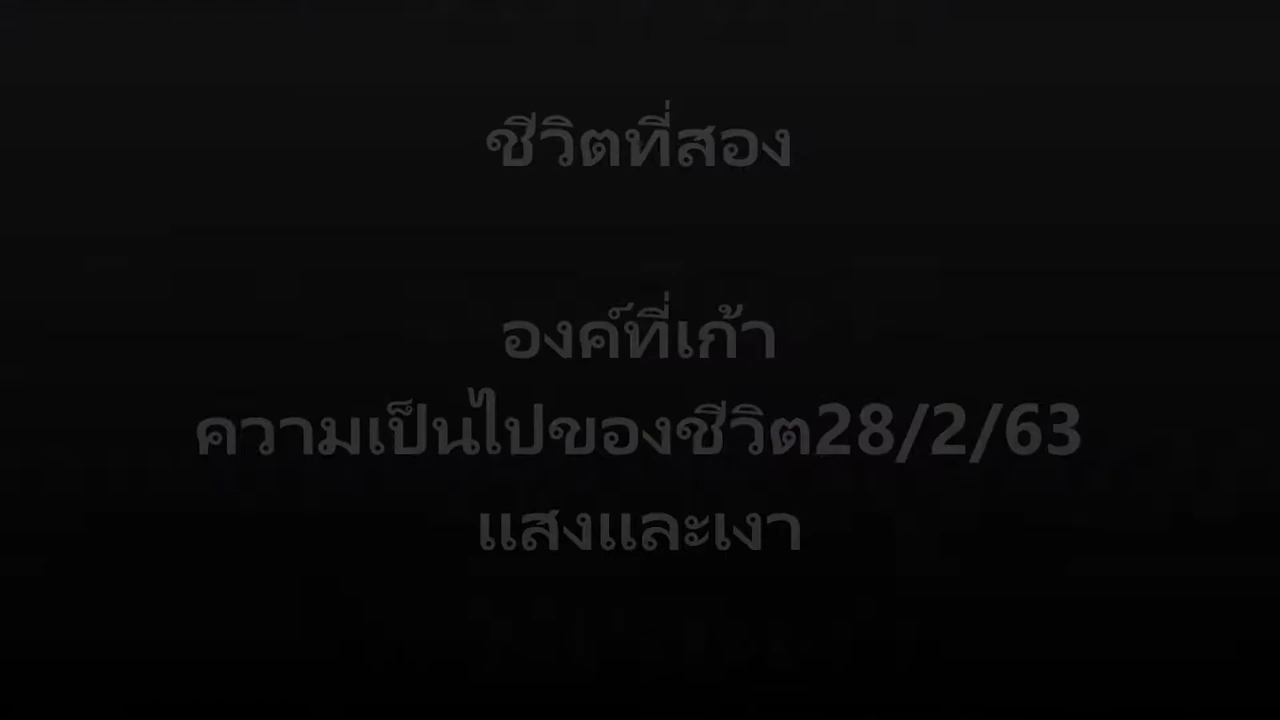 ชีวิตที่สอง
องค์ที่เก้า
ความเป็นไปของชีวิต28/2/63
แสงและเงา